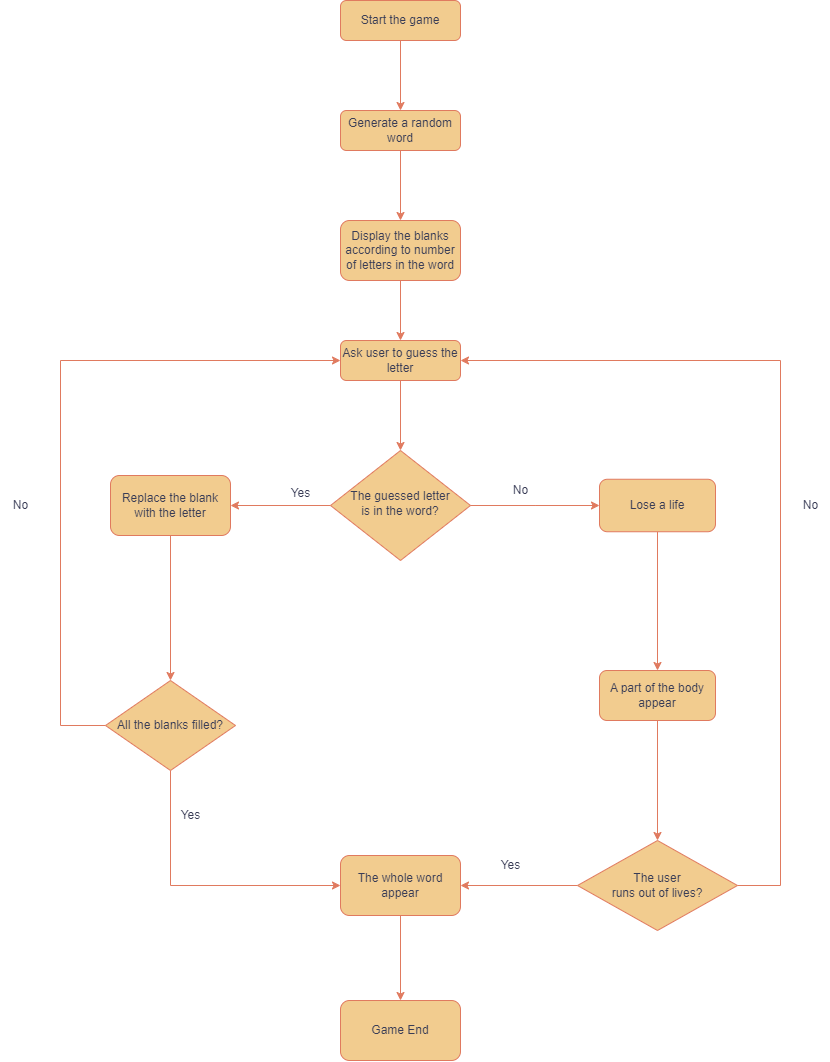 Start the game
Generate a random
word
Display the blanks
according to number
of letters in the word
Ask user to guess the
letter
The guessed letter
is in the word?
Yes
No
Replace the blank
with the letter
Lose a life
No
No
A part of the body
appear
All the blanks filled?
Yes
The whole word
appear
Yes
The user
runs out of lives?
Game End